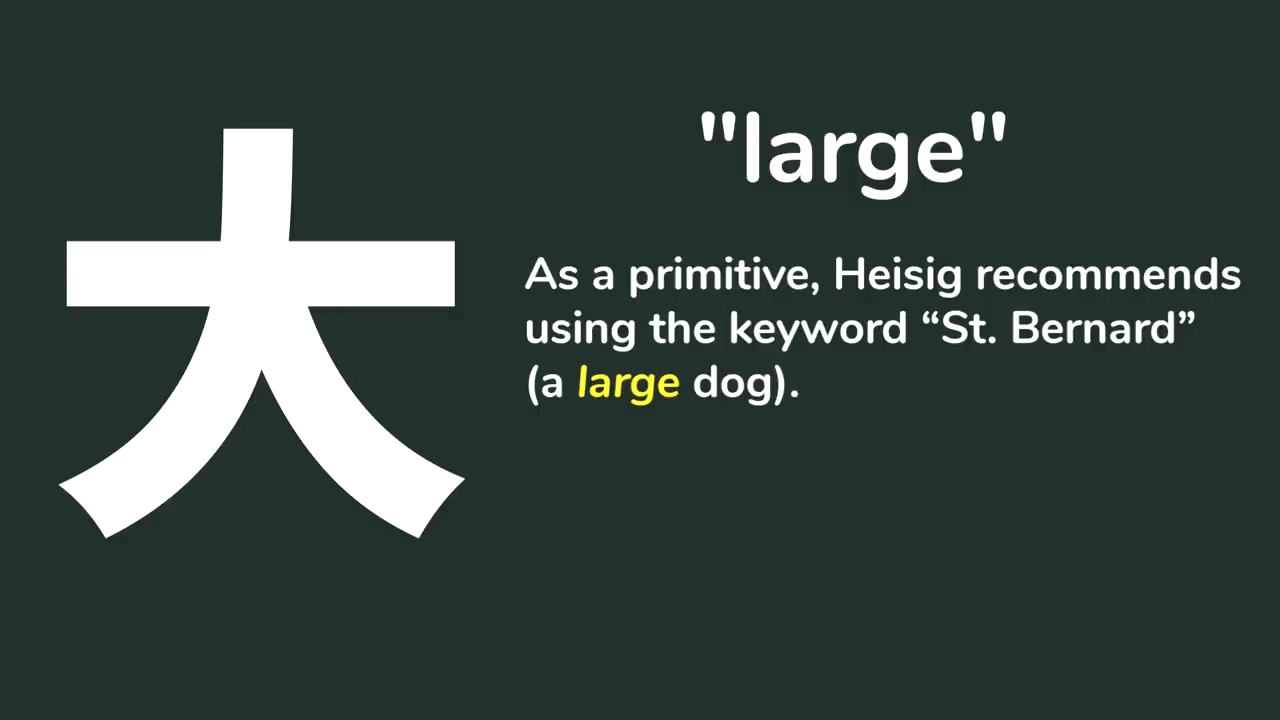 大
"large"
As a primitive, Heisig recommends
using the keyword “St. Bernard”
(a large dog).